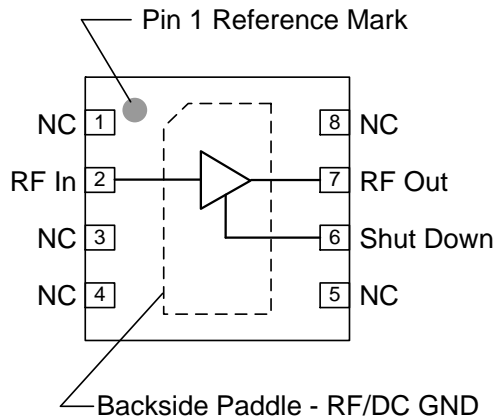 Pin 1 Reference Mark
NC 1
8 NC
RF In 2
7 RF Out
NC 3
6 Shut Down
NC 4
5 NC
Backside Paddle - RF/DC GND